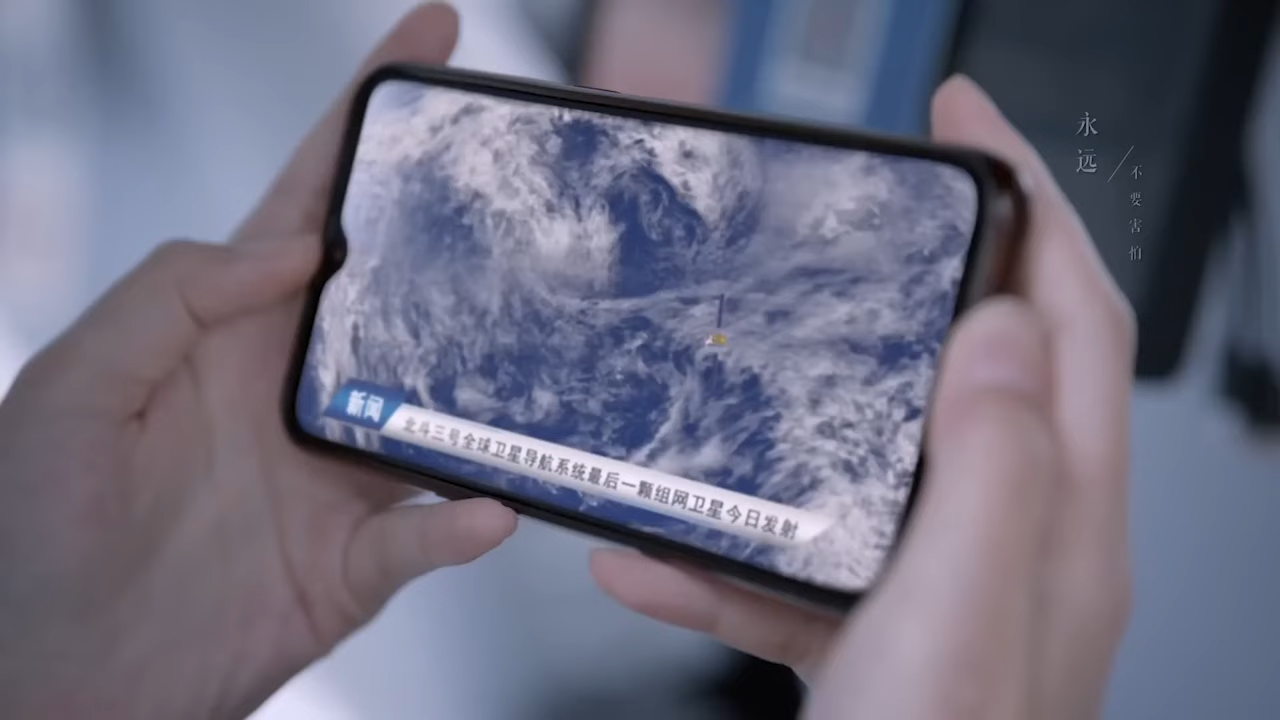 永远
不要害怕
新闻
北斗三号全球卫星导航系统最后一颗组网卫星今日发射